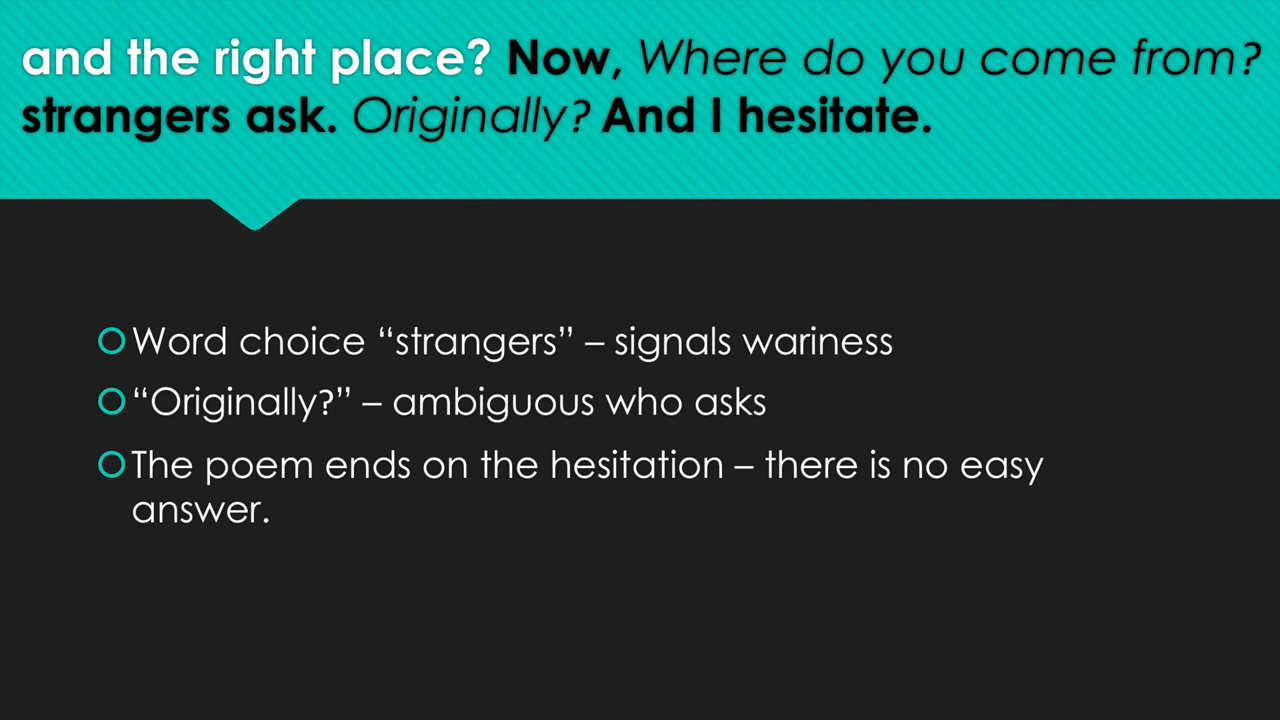 and the right place? Now, Where do you come from?
strangers ask. Originally? And I hesitate.
Word choice “strangers” – signals wariness
“Originally?” – ambiguous who asks
The poem ends on the hesitation – there is no easy
answer.